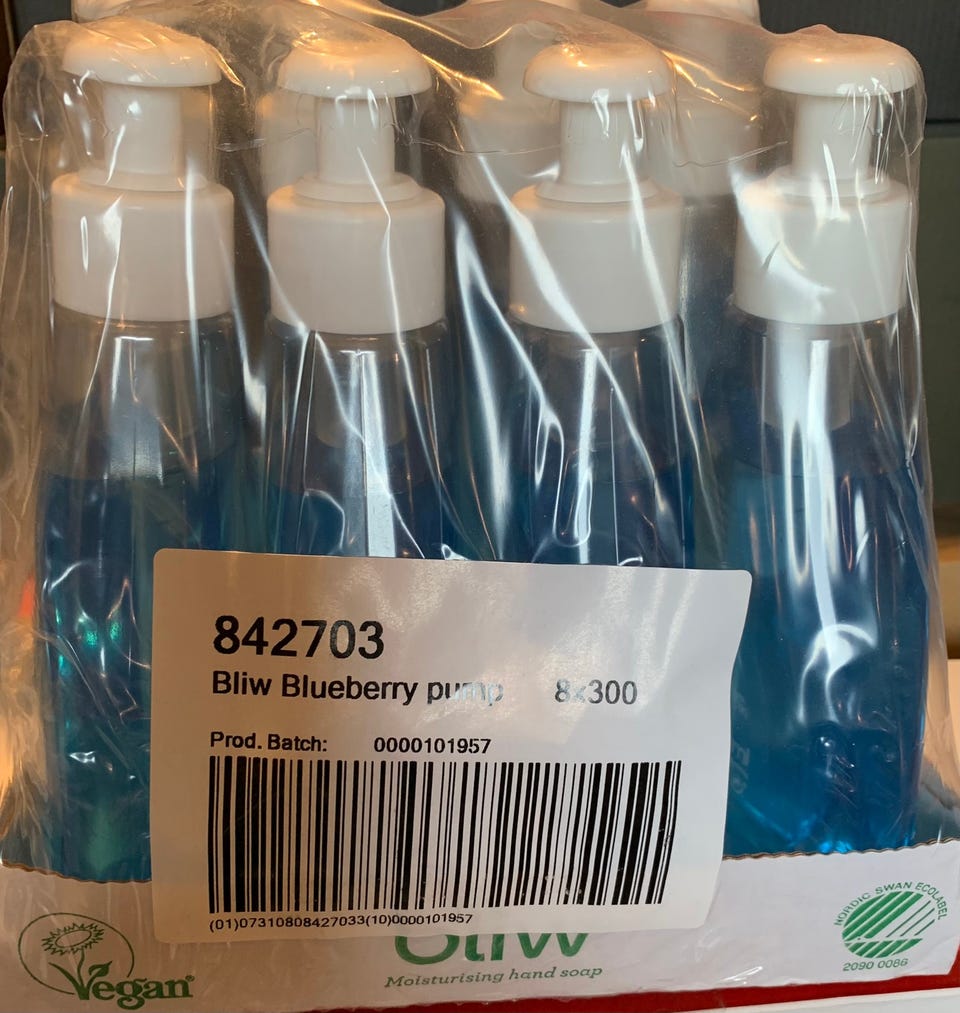 842703
Bliw Blueberry pump 8x300
Prod. Batch: 0000101957
(01)07310808427033(10)0000101957
Bliw
Moisturising hand soap
Vegan
NORDIC SWAN ECOLABEL
2090 0086